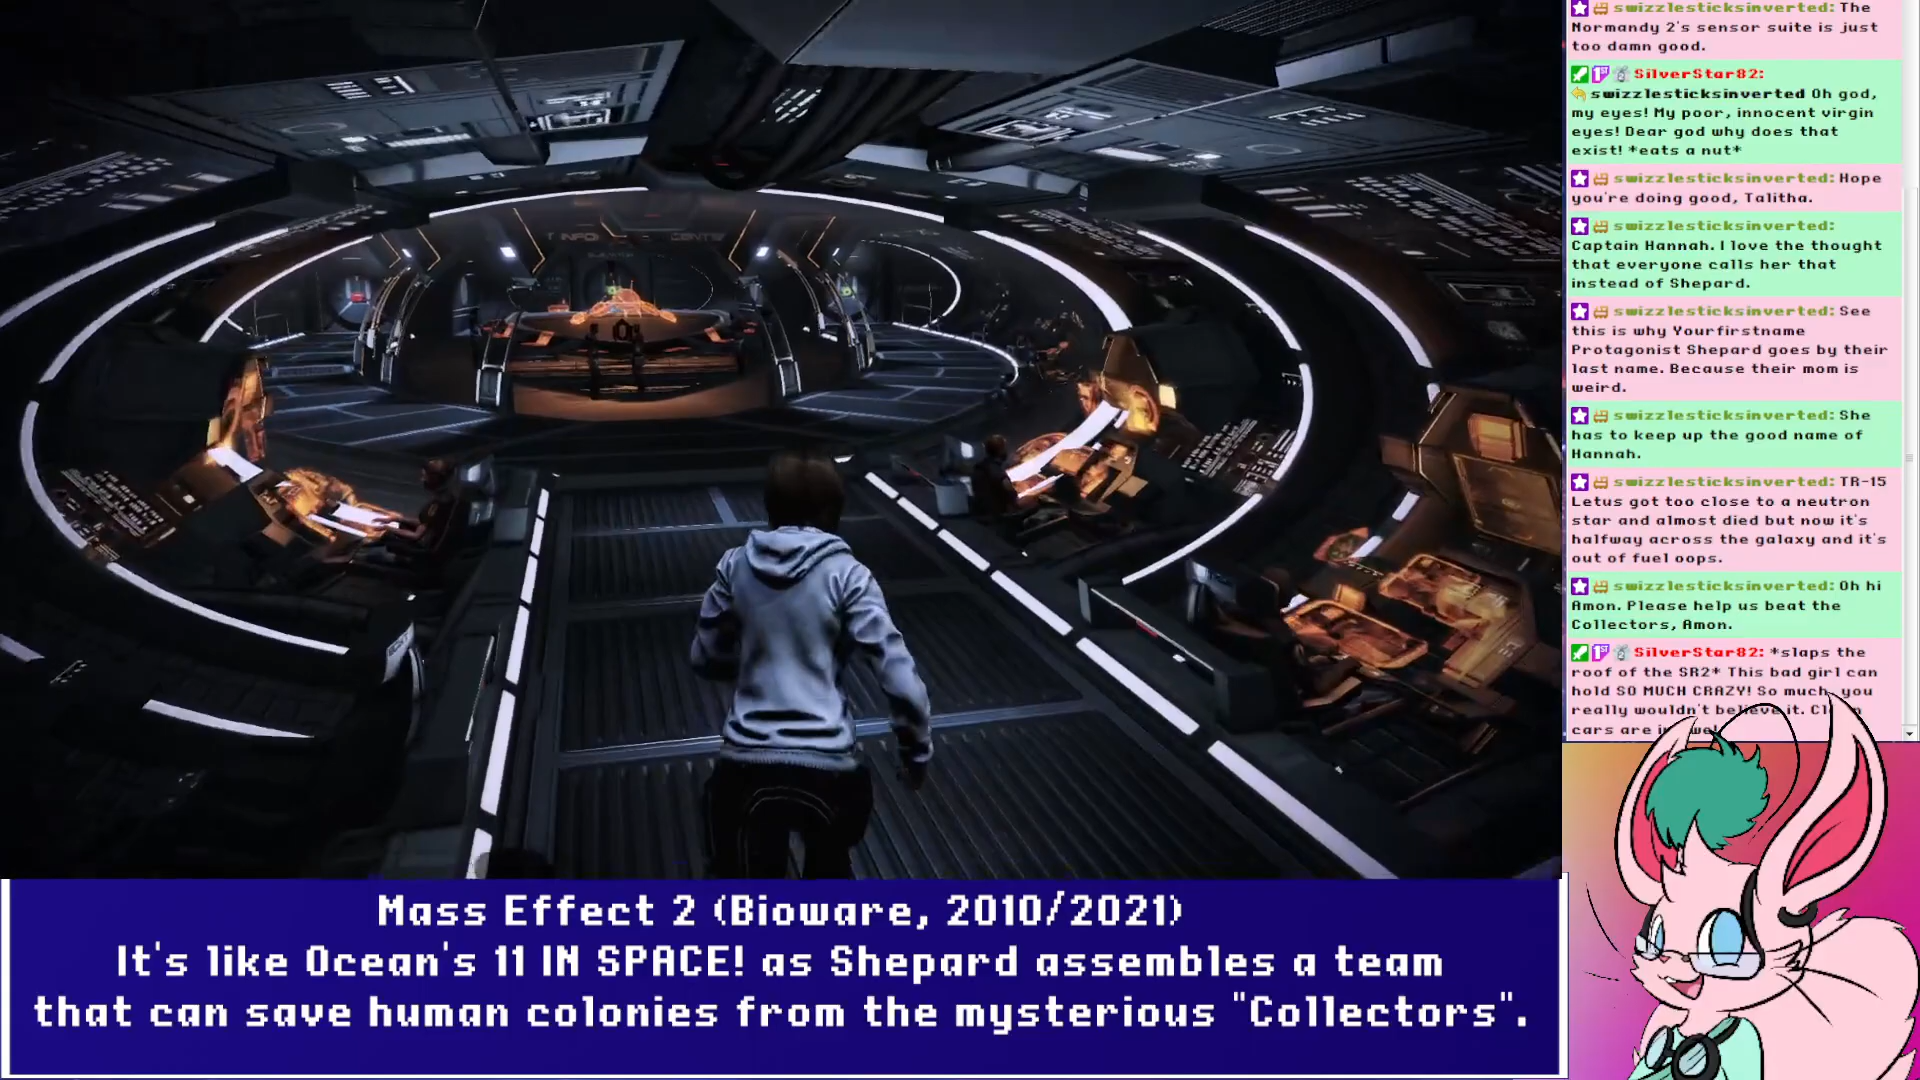 swizzlesticksinverted: The
Normandy 2's sensor suite is just
too damn good.
SilverStar82:
swizzlesticksinverted Oh god,
my eyes! My poor, innocent virgin
eyes! Dear god why does that
exist! *eats a nut*
swizzlesticksinverted: Hope
you're doing good, Talitha.
swizzlesticksinverted:
Captain Hannah. I love the thought
that everyone calls her that
instead of Shepard.
swizzlesticksinverted: See
this is why Yourfirstname
Protagonist Shepard goes by their
last name. Because their mom is
weird.
swizzlesticksinverted: She
has to keep up the good name of
Hannah.
swizzlesticksinverted: TR-15
Letus got too close to a neutron
star and almost died but now it's
halfway across the galaxy and it's
out of fuel oops.
swizzlesticksinverted: Oh hi
Amon. Please help us beat the
Collectors, Amon.
SilverStar82: *slaps the
roof of the SR2* This bad girl can
hold SO MUCH CRAZY! So much, you
really wouldn't believe it.
cars are
Mass Effect 2 (Bioware, 2010/2021)
It's like Ocean's 11 IN SPACE! as Shepard assembles a team
that can save human colonies from the mysterious "Collectors".